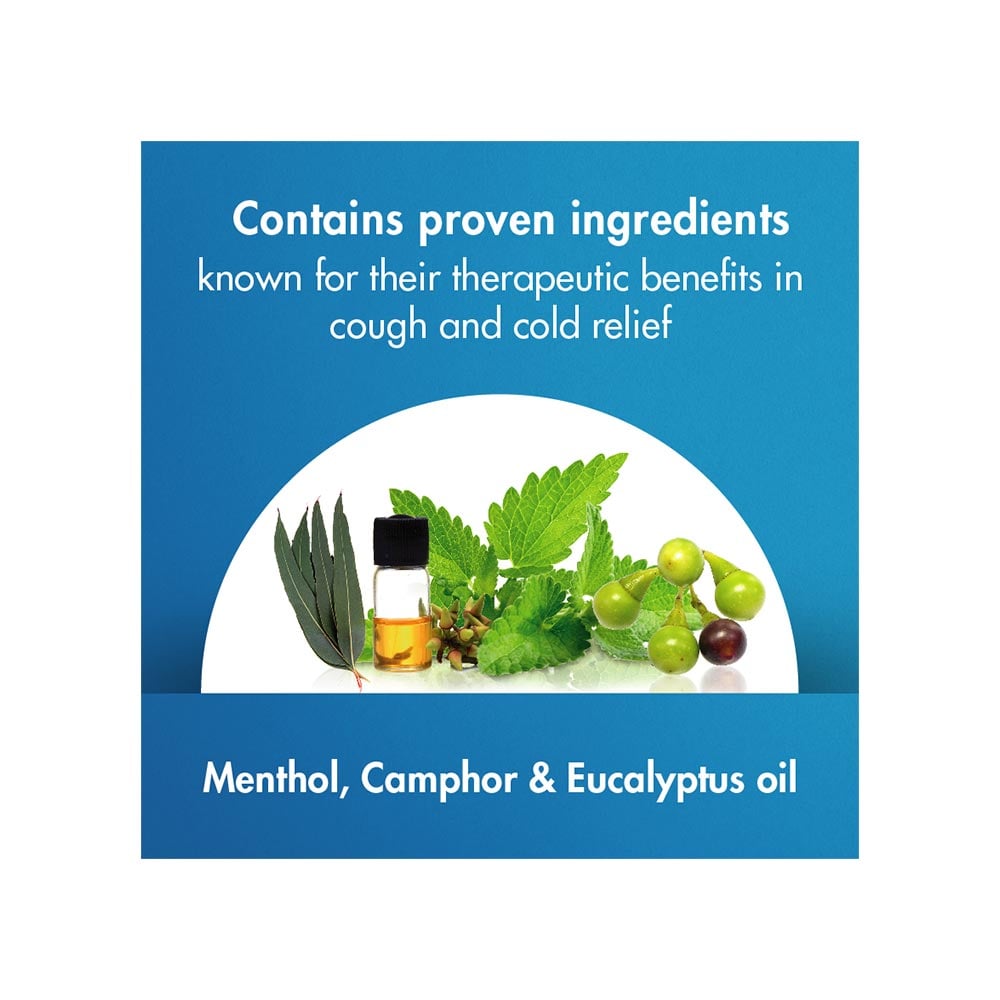 Contains proven ingredients
known for their therapeutic benefits in
cough and cold relief
Menthol, Camphor & Eucalyptus oil